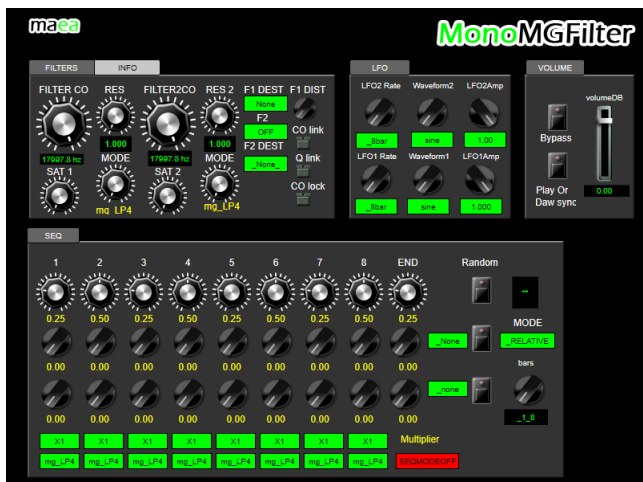 maea
MonoMGFilter
FILTERS INFO
FILTER CO RES FILTER2CO RES 2 F1 DEST F1 DIST
None
F2
OFF
CO link
F2 DEST
_None_
Q link
CO lock
1.000 1.000
17997.8 hz 17997.8 hz
SAT 1 MODE SAT 2 MODE
mg_LP4 mg_LP4
LFO
LFO2 Rate Waveform2 LFO2Amp
_8bar sine 1.00
LFO1 Rate Waveform1 LFO1Amp
_8bar sine 1.000
VOLUME
volumeDB
Bypass
Play Or
Daw sync
0.00
SEQ
1 2 3 4 5 6 7 8 END Random
0.25 0.50 0.25 0.50 0.25 0.50 0.25 0.50 0.25
MODE
_None _RELATIVE
0.00 0.00 0.00 0.00 0.00 0.00 0.00 0.00 0.00
bars
_none
0.00 0.00 0.00 0.00 0.00 0.00 0.00 0.00 0.00
_1_8
X1 X1 X1 X1 X1 X1 X1 X1 Multiplier
mg_LP4 mg_LP4 mg_LP4 mg_LP4 mg_LP4 mg_LP4 mg_LP4 mg_LP4 SEQMODEOFF